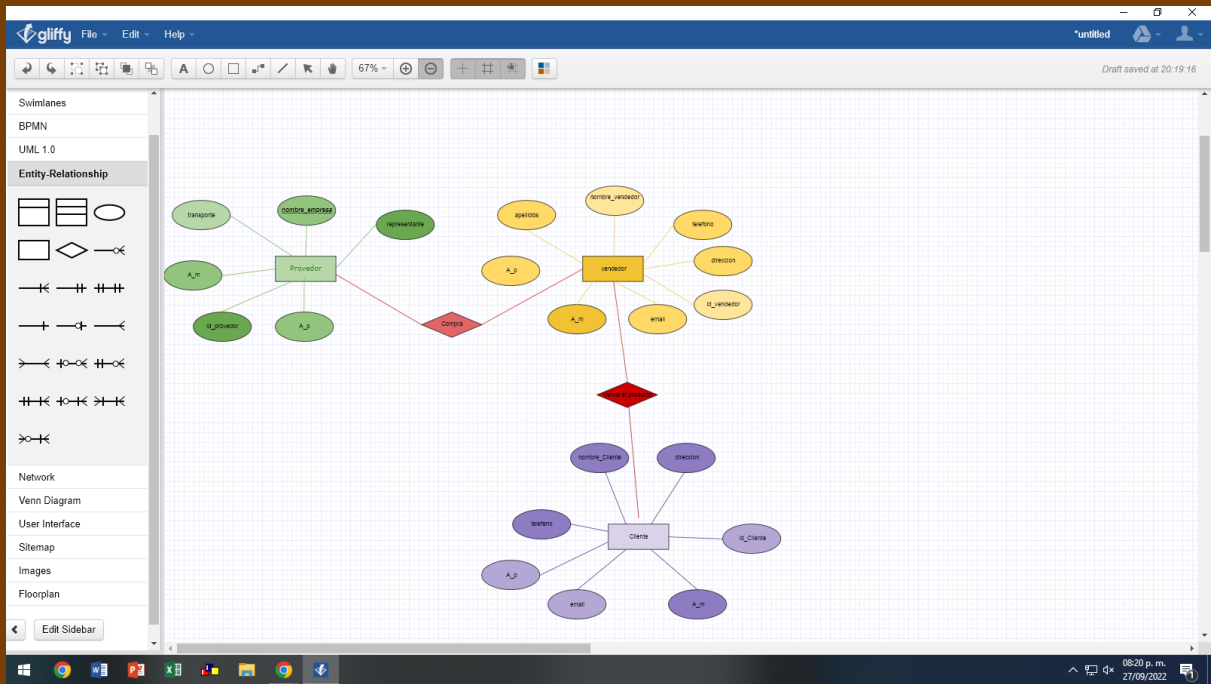 gliffy File Edit Help *untitled
A 67% Draft saved at 20:19:16
Swimlanes
BPMN
UML 1.0
Entity-Relationship
Network
Venn Diagram
User Interface
Sitemap
Images
Floorplan
Edit Sidebar
transporte
nombre_empresa
representante
Provedor
A_m
id_provedor
A_p
Compra
apellidos
nombre_vendedor
telefono
direccion
vendedor
A_p
id_vendedor
A_m
email
nombre_Cliente
direccion.
telefono
Cliente
id_Cliente
A_p
email
A_m
08:20 p. m.
27/09/2022
1